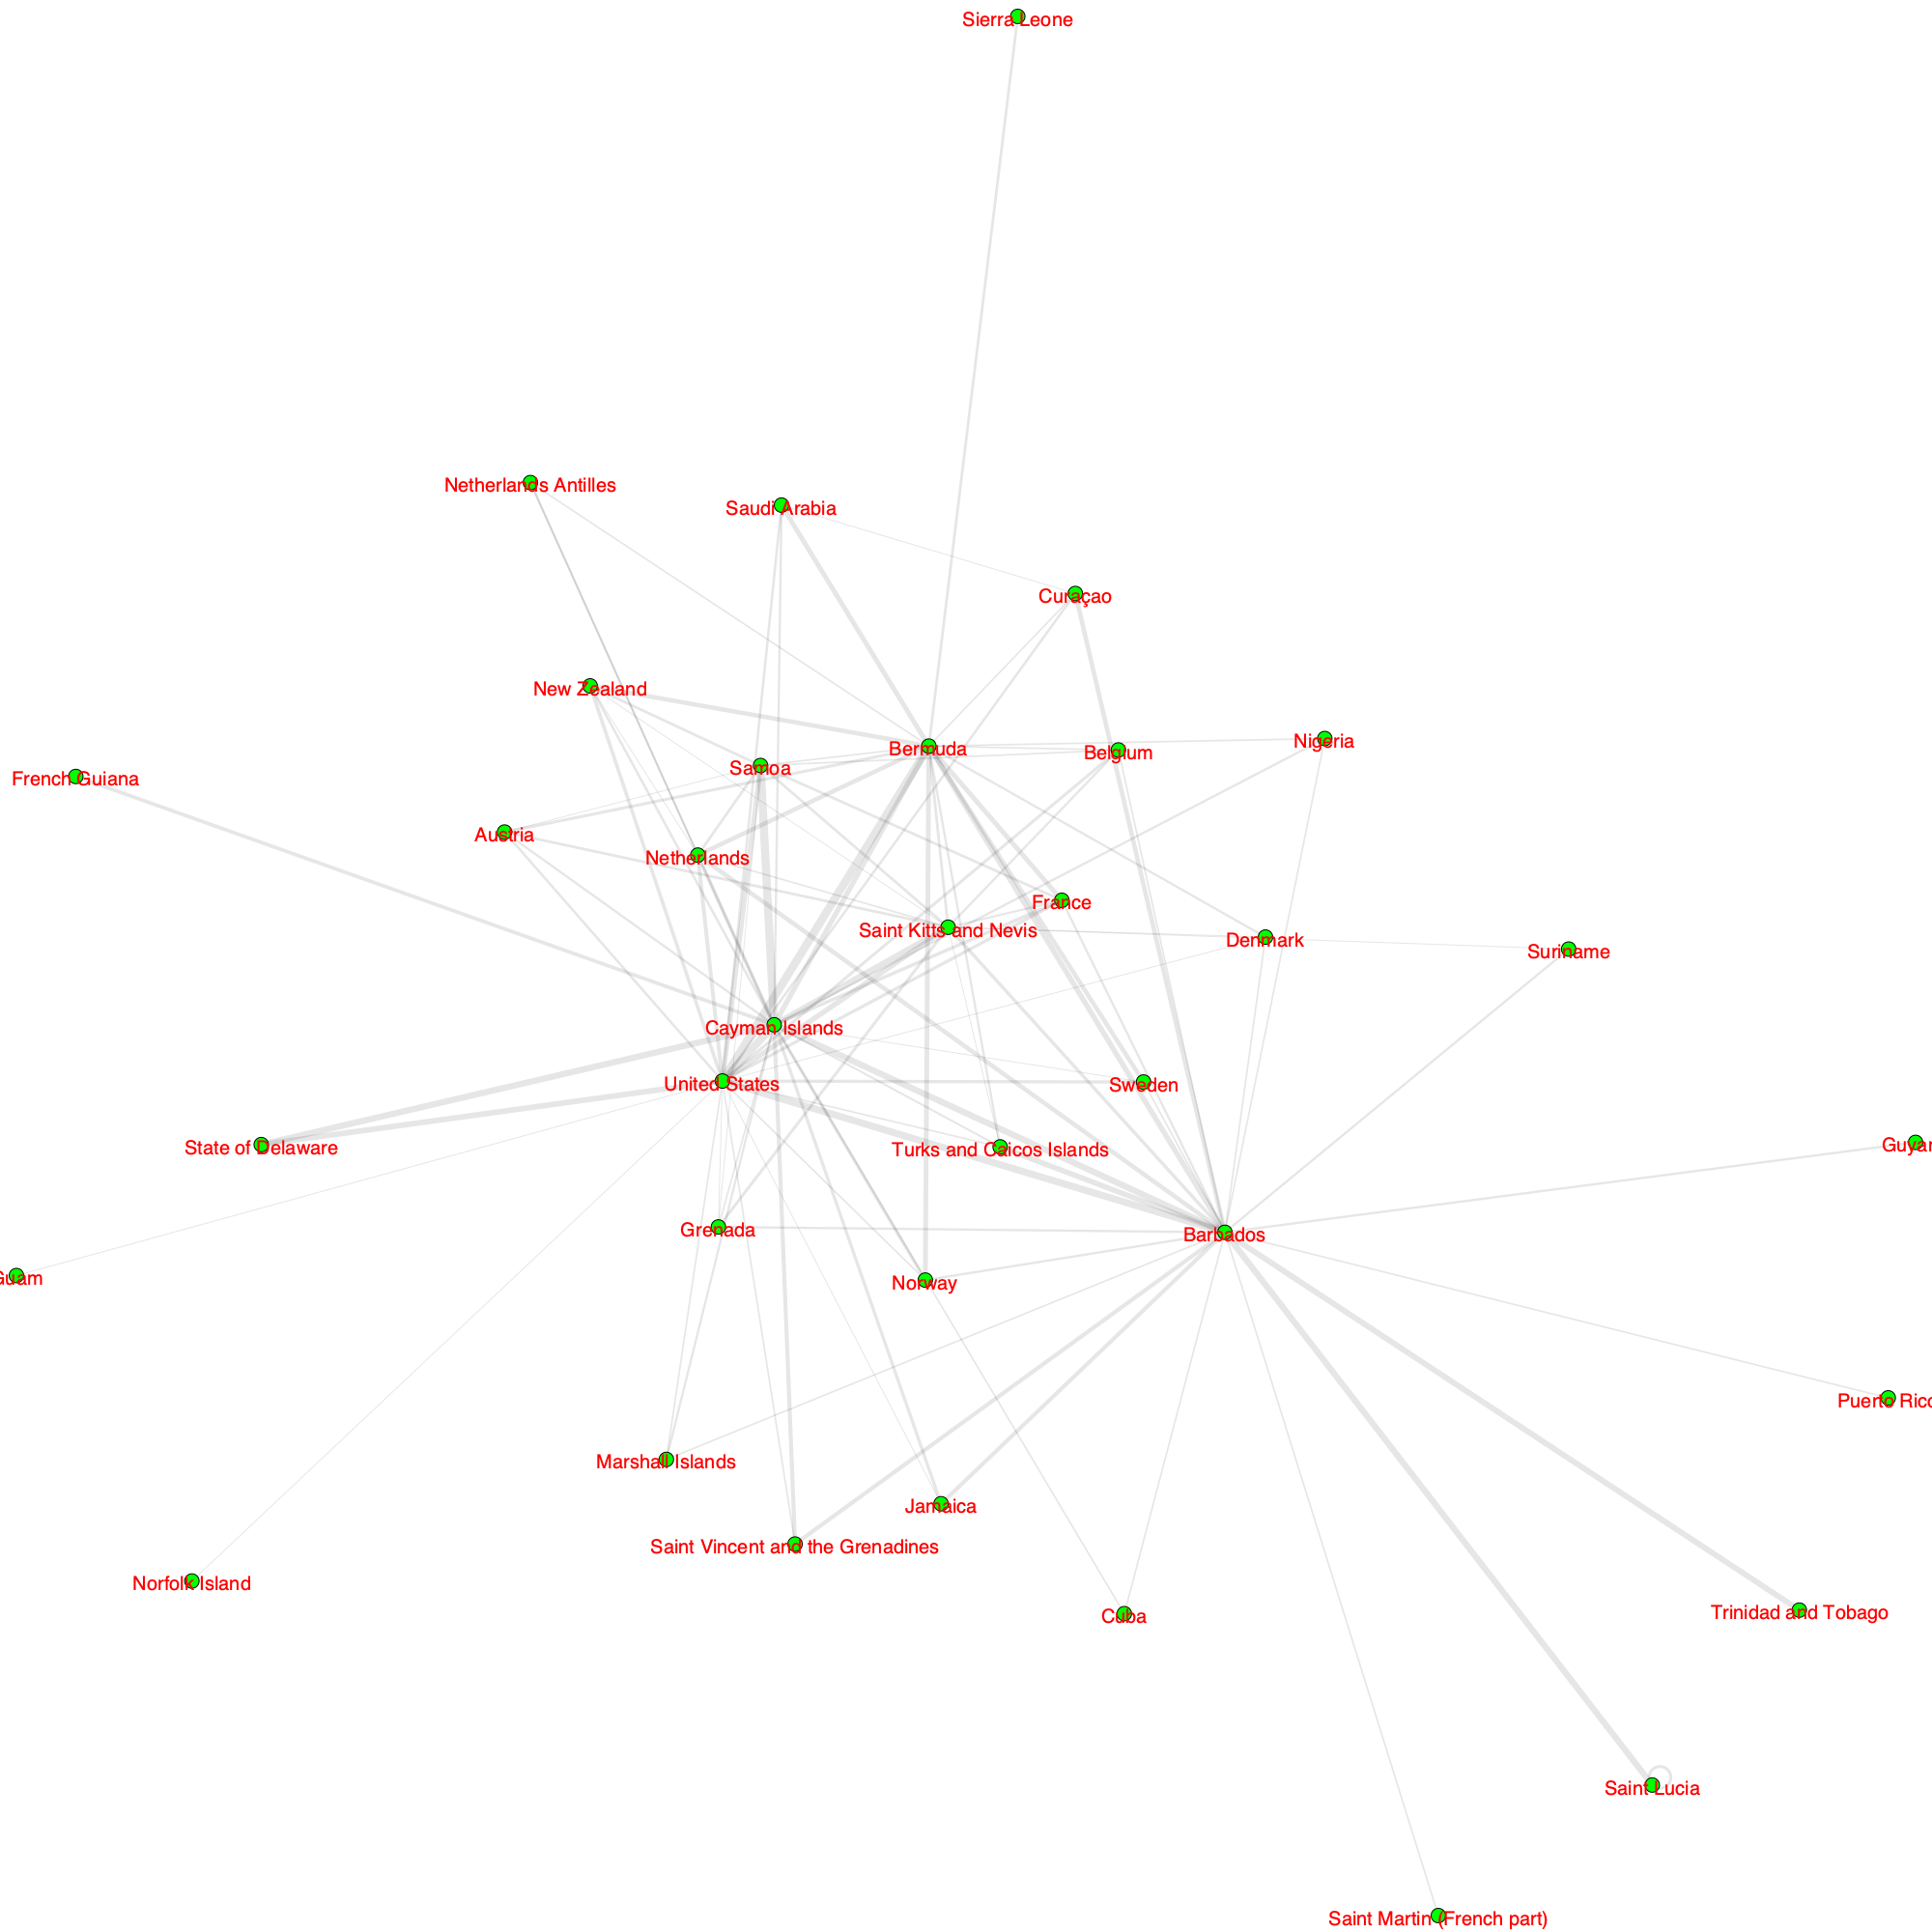 Sierra Leone
Netherlands Antilles
Saudi Arabia
Curaçao
New Zealand
Nigeria
Bermuda
Belgium
Samoa
French Guiana
Austria
Netherlands
France
Saint Kitts and Nevis
Denmark
Suriname
Cayman Islands
United States
Sweden
Guyan
State of Delaware
Turks and Caicos Islands
Grenada
Barbados
Guam
Norway
Puerto Rico
Marshall Islands
Jamaica
Saint Vincent and the Grenadines
Norfolk Island
Trinidad and Tobago
Cuba
Saint Lucia
Saint Martin (French part)